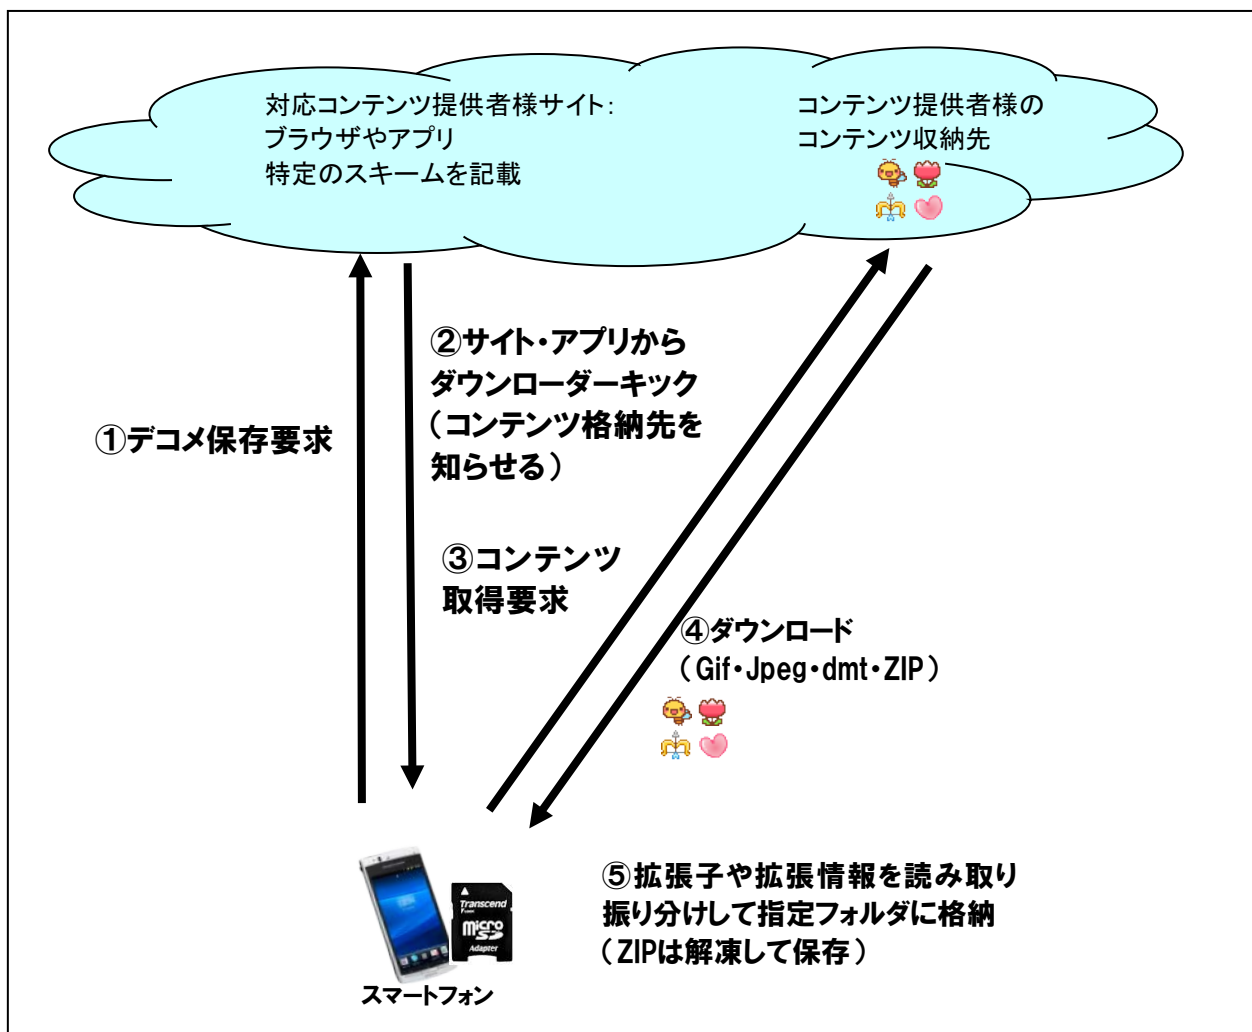 対応コンテンツ提供者様サイト:
ブラウザやアプリ
特定のスキームを記載
コンテンツ提供者様の
コンテンツ収納先
①デコメ保存要求
②サイト・アプリから
ダウンローダーキック
(コンテンツ格納先を
知らせる)
③コンテンツ
取得要求
④ダウンロード
(Gif・Jpeg・dmt・ZIP)
Transcend
Micro
SD
Adapter
スマートフォン
⑤拡張子や拡張情報を読み取り
振り分けして指定フォルダに格納
(ZIPは解凍して保存)